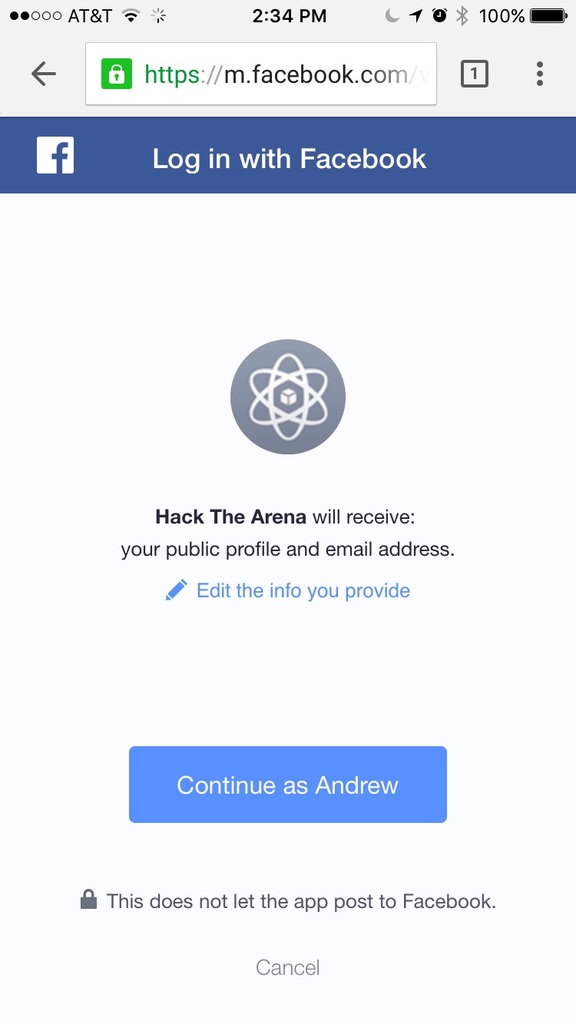 AT&T 2:34 PM 100%
https://m.facebook.com/ 1
Log in with Facebook
Hack The Arena will receive:
your public profile and email address.
Edit the info you provide
Continue as Andrew
This does not let the app post to Facebook.
Cancel